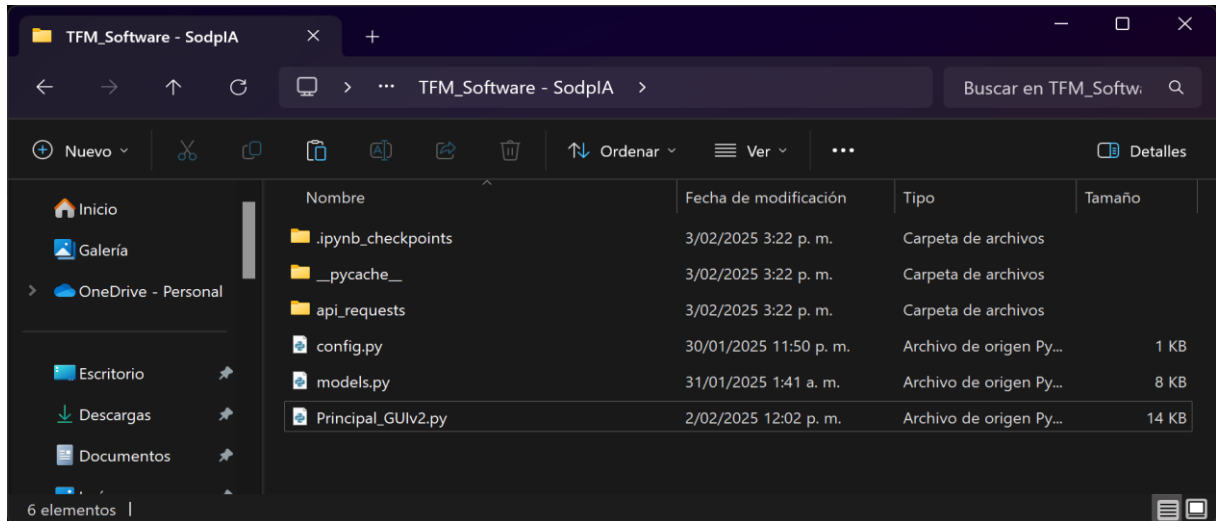 TFM_Software - SodpIA
TFM_Software - SodpIA
Buscar en TFM_Softw
Nuevo
Ordenar
Ver
Detalles
Nombre Fecha de modificación Tipo Tamaño
Inicio
Galería
OneDrive - Personal
Escritorio
Descargas
Documentos
.ipynb_checkpoints 3/02/2025 3:22 p. m. Carpeta de archivos
__pycache__ 3/02/2025 3:22 p. m. Carpeta de archivos
api_requests 3/02/2025 3:22 p. m. Carpeta de archivos
config.py 30/01/2025 11:50 p. m. Archivo de origen Py... 1 KB
models.py 31/01/2025 1:41 a. m. Archivo de origen Py... 8 KB
Principal_GUIv2.py 2/02/2025 12:02 p. m. Archivo de origen Py... 14 KB
6 elementos